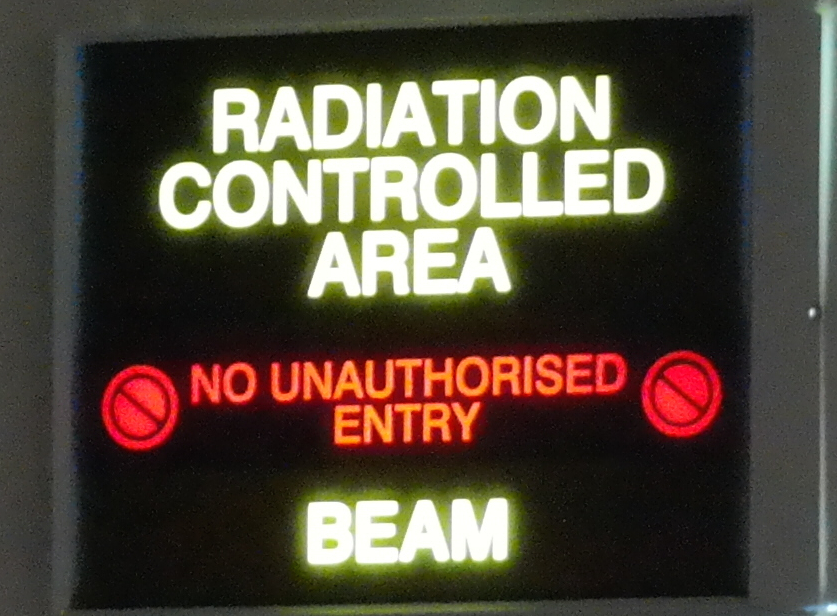 RADIATION
CONTROLLED
AREA
NO UNAUTHORISED
ENTRY
BEAM